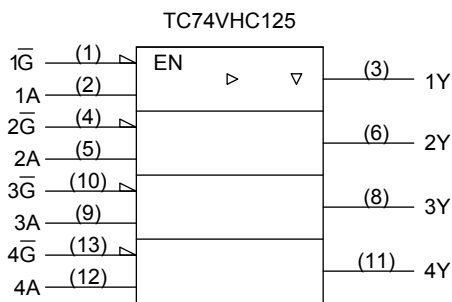 TC74VHC125
1G̅ (1) EN (3) 1Y
1A (2)
2G̅ (4) (6) 2Y
2A (5)
3G̅ (10) (8) 3Y
3A (9)
4G̅ (13) (11) 4Y
4A (12)